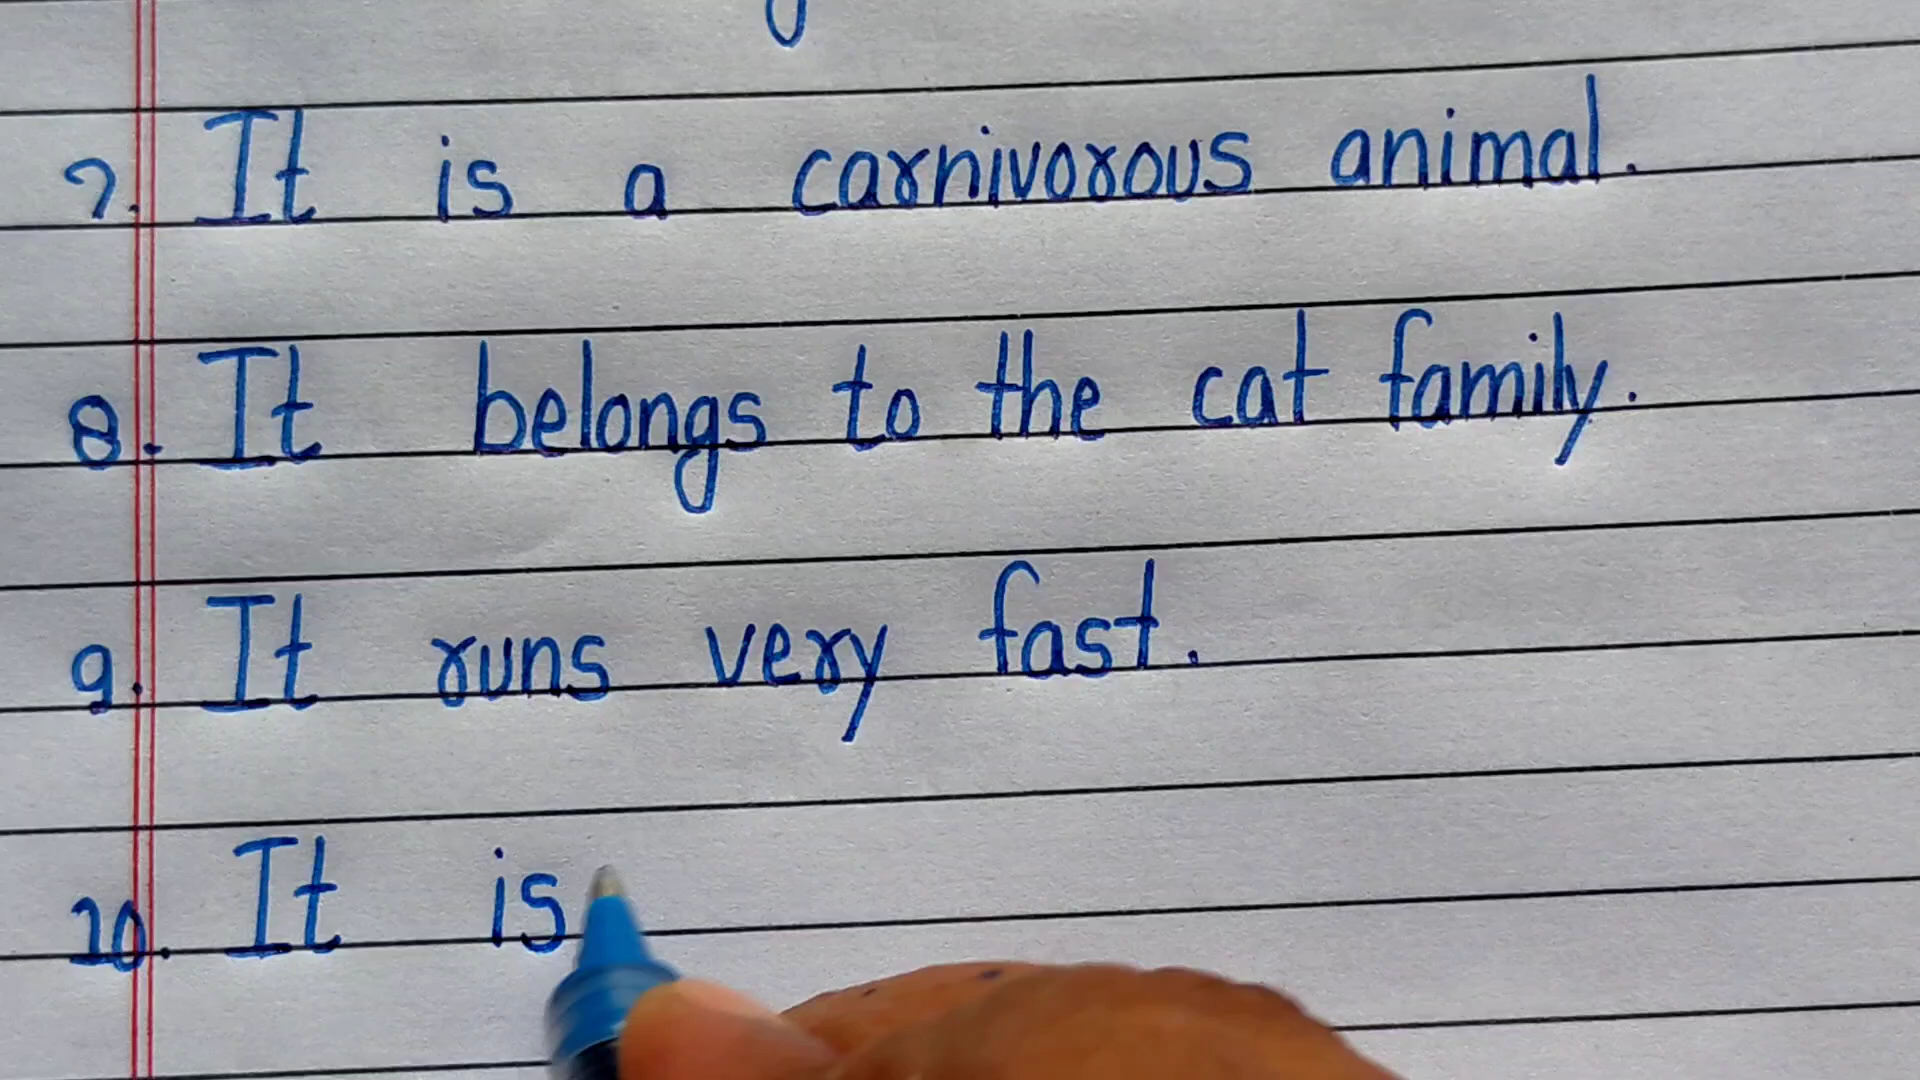 7. It is a carnivorous animal.
8. It belongs to the cat family.
9. It runs very fast.
10. It is